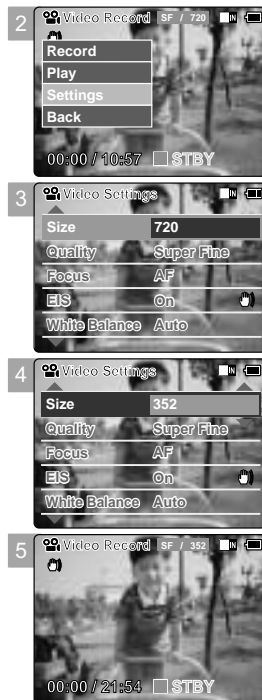 2
Video Record SF / 720 IN
Record
Play
Settings
Back
00:00 / 10:57 STBY
3
Video Settings IN
Size 720
Quality Super Fine
Focus AF
EIS On
White Balance Auto
4
Video Settings IN
Size 352
Quality Super Fine
Focus AF
EIS On
White Balance Auto
5
Video Record SF / 352 IN
00:00 / 21:54 STBY